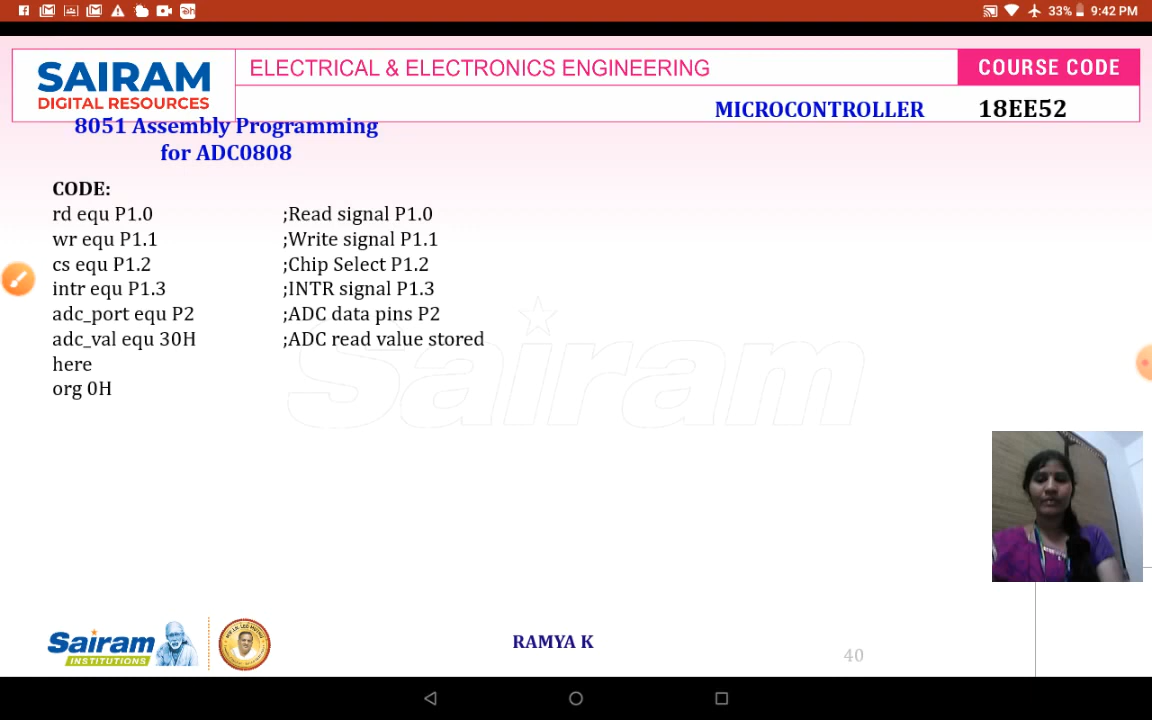 33% 9:42 PM
SAIRAM
DIGITAL RESOURCES
ELECTRICAL & ELECTRONICS ENGINEERING
COURSE CODE
MICROCONTROLLER 18EE52
8051 Assembly Programming
for ADC0808
CODE:
rd equ P1.0 ;Read signal P1.0
wr equ P1.1 ;Write signal P1.1
cs equ P1.2 ;Chip Select P1.2
intr equ P1.3 ;INTR signal P1.3
adc_port equ P2 ;ADC data pins P2
adc_val equ 30H ;ADC read value stored
here
org 0H
Sairam
Sairam
INSTITUTIONS
RAMYA K
40